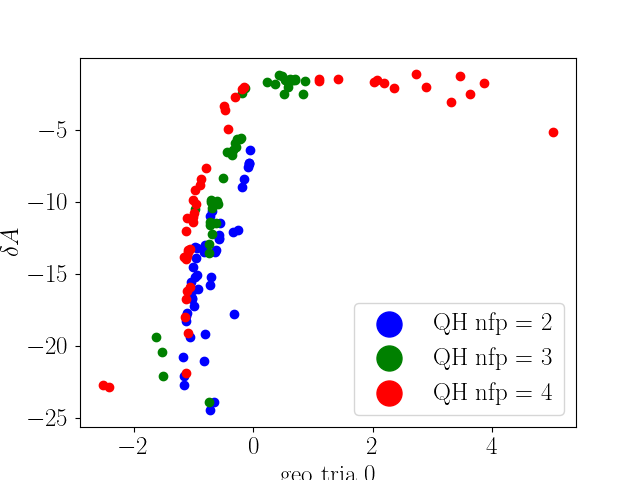 −5
−10
−15
−20
−25
δA
QH nfp = 2
QH nfp = 3
QH nfp = 4
−2 0 2 4
geo tria 0